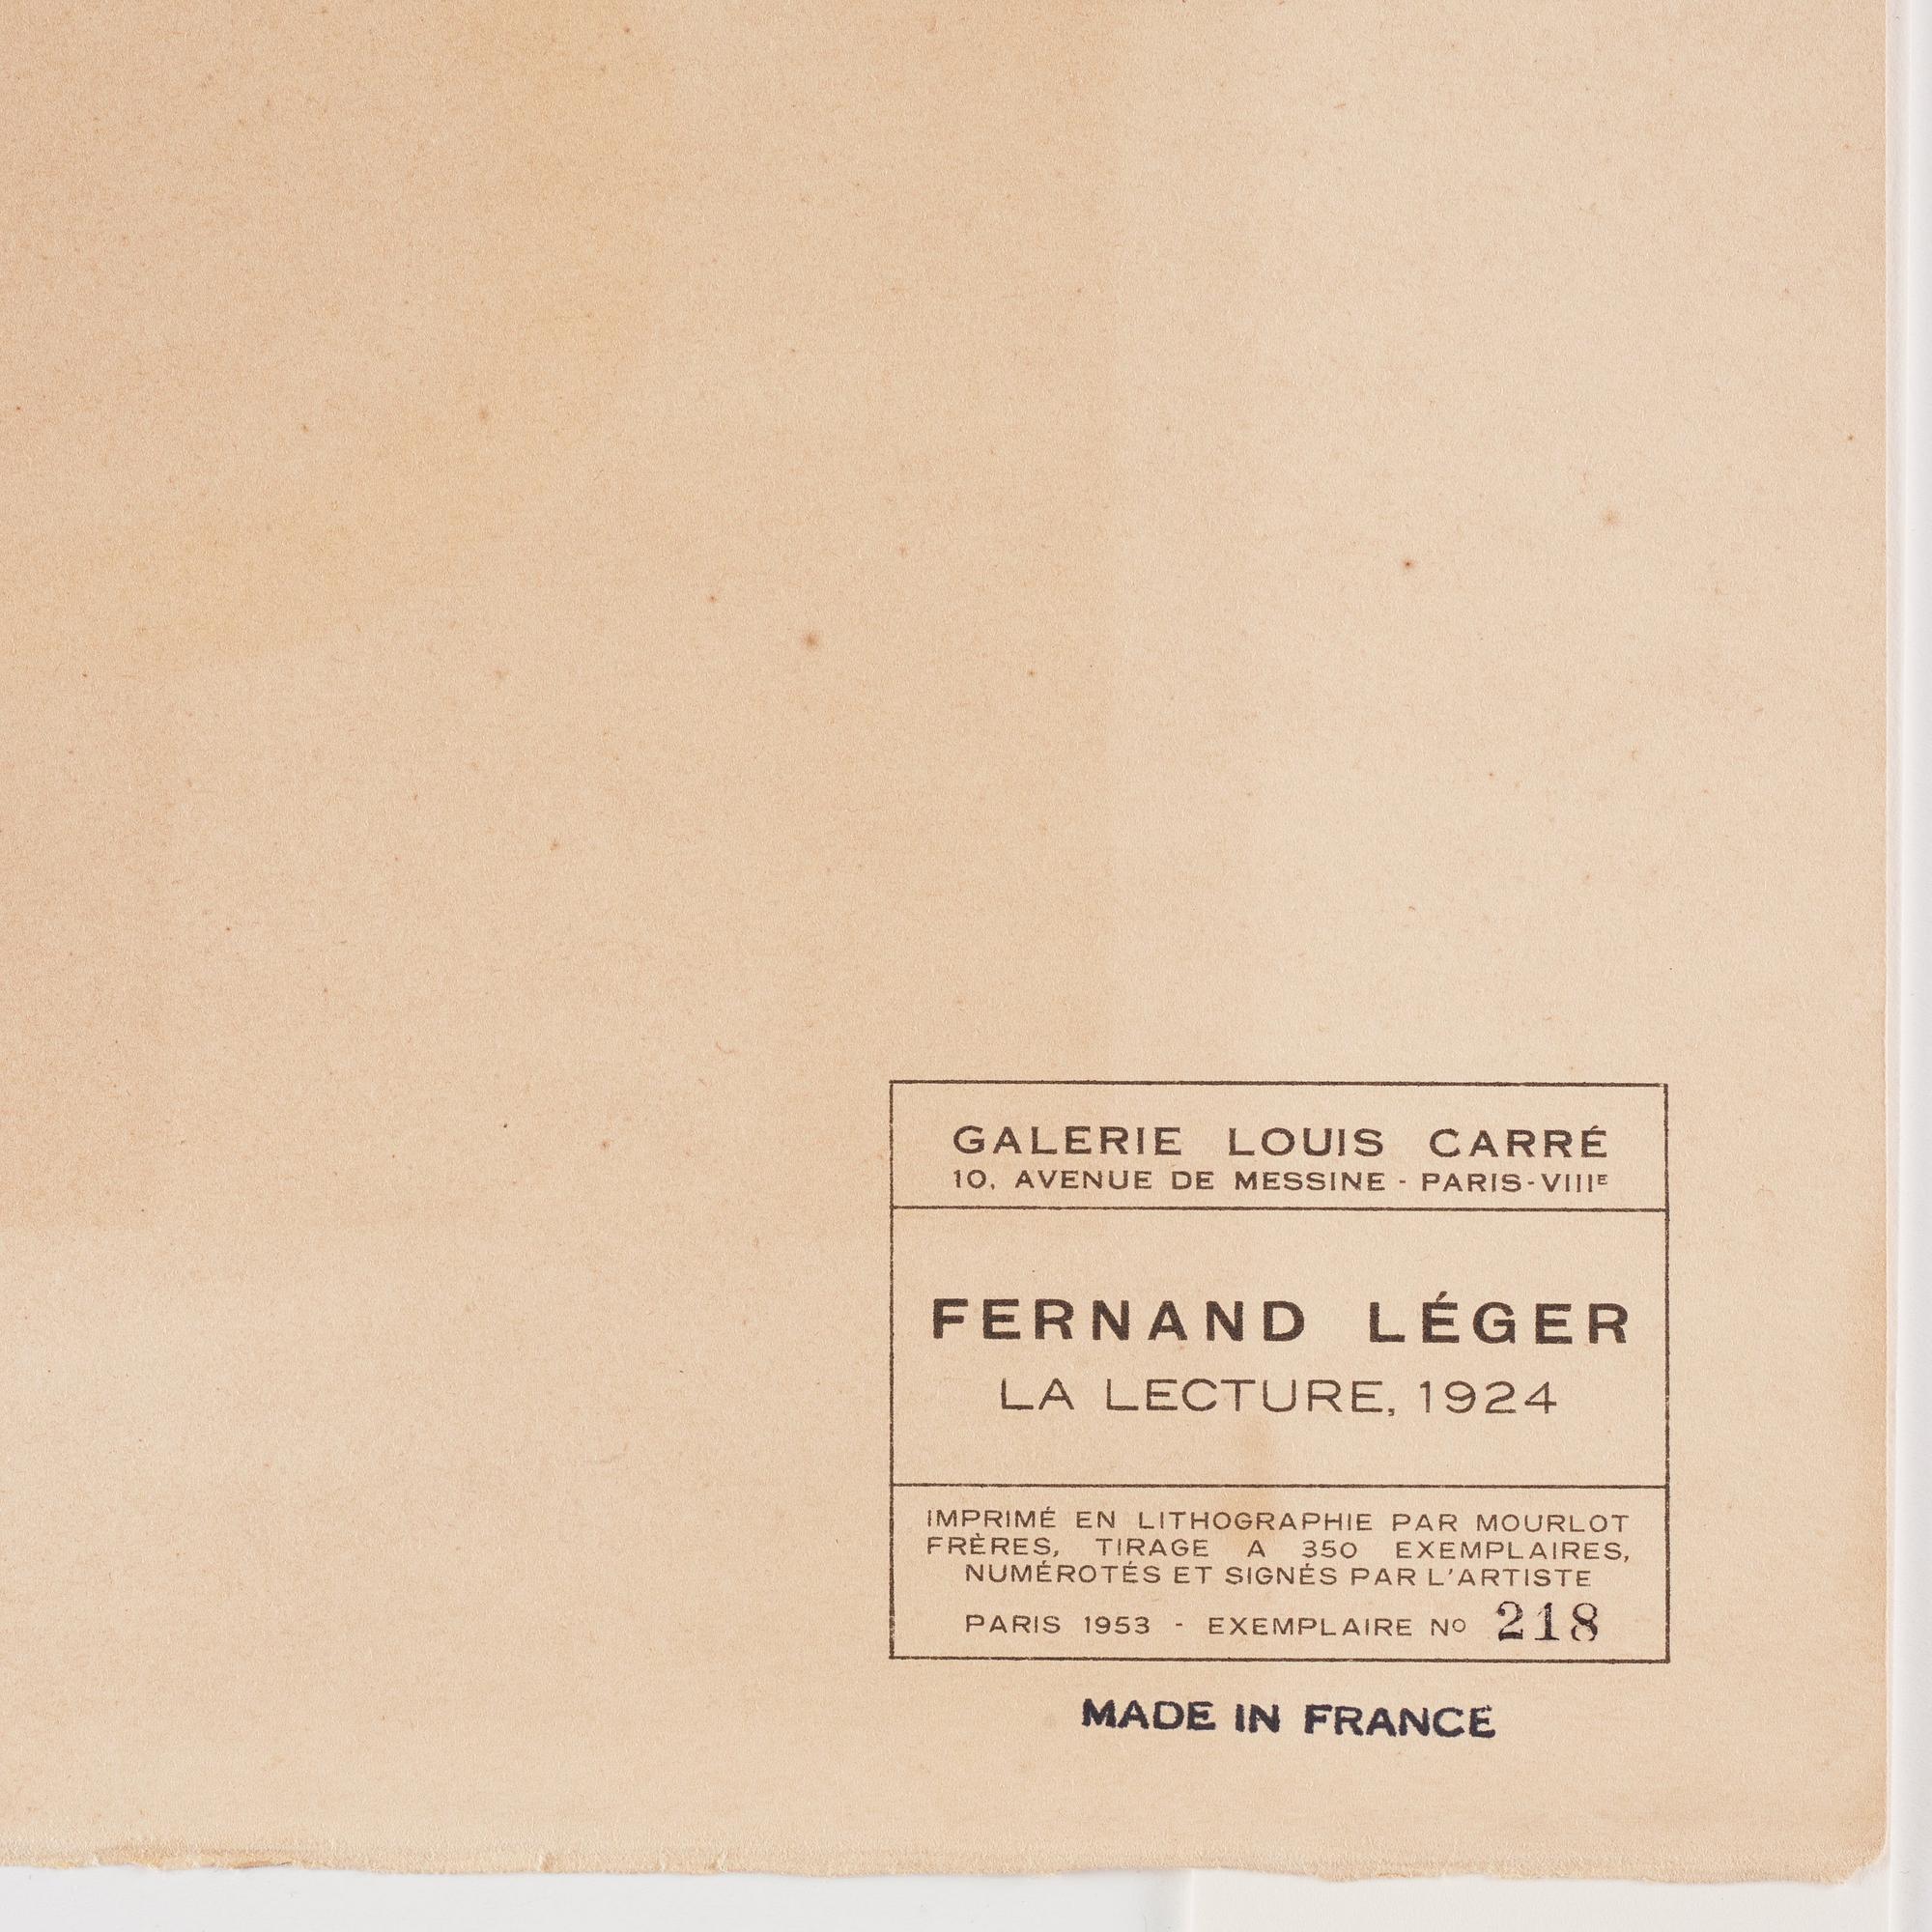 GALERIE LOUIS CARRÉ
10, AVENUE DE MESSINE - PARIS-VIIIᴱ
FERNAND LÉGER
LA LECTURE, 1924
IMPRIMÉ EN LITHOGRAPHIE PAR MOURLOT
FRÈRES, TIRAGE A 350 EXEMPLAIRES,
NUMÉROTÉS ET SIGNÉS PAR L'ARTISTE
PARIS 1953 - EXEMPLAIRE Nº 218
MADE IN FRANCE